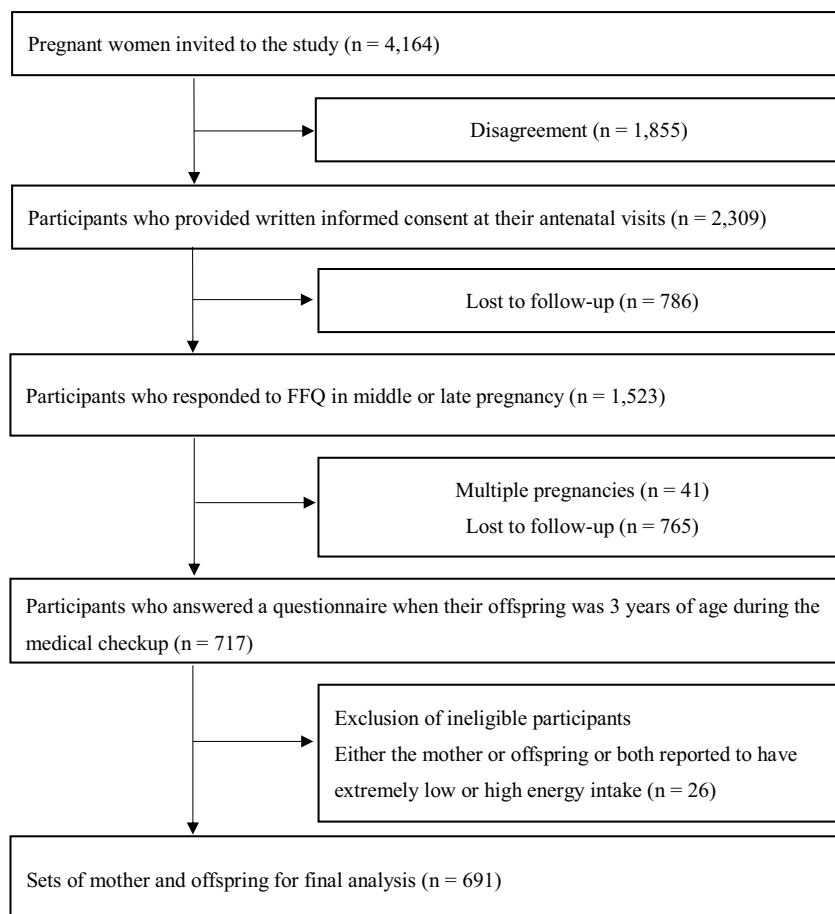 Pregnant women invited to the study (n = 4,164)
Disagreement (n = 1,855)
Participants who provided written informed consent at their antenatal visits (n = 2,309)
Lost to follow-up (n = 786)
Participants who responded to FFQ in middle or late pregnancy (n = 1,523)
Multiple pregnancies (n = 41)
Lost to follow-up (n = 765)
Participants who answered a questionnaire when their offspring was 3 years of age during the
medical checkup (n = 717)
Exclusion of ineligible participants
Either the mother or offspring or both reported to have
extremely low or high energy intake (n = 26)
Sets of mother and offspring for final analysis (n = 691)